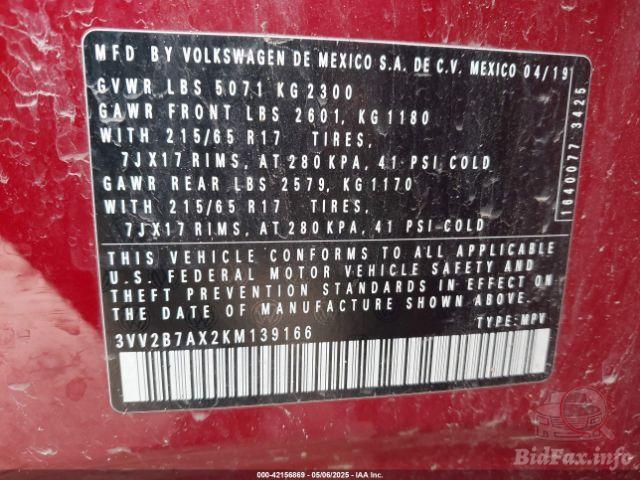 MFD BY VOLKSWAGEN DE MEXICO S.A. DE C.V. MEXICO 04/19
GVWR LBS 5071 KG 2300
GAWR FRONT LBS 2601, KG 1180
WITH 215/65 R17 TIRES,
7JX17 RIMS, AT 280 KPA, 41 PSI COLD
GAWR REAR LBS 2579, KG 1170
WITH 215/65 R17 TIRES,
7JX17 RIMS, AT 280 KPA, 41 PSI-COLD
1640077 3425
THIS VEHICLE CONFORMS TO ALL APPLICABLE
U.S. FEDERAL MOTOR VEHICLE SAFETY AND
THEFT PREVENTION STANDARDS IN EFFECT ON
THE DATE OF MANUFACTURE SHOWN ABOVE.
3VV2B7AX2KM139166 TYPE: MPV
BidFax.info
000-42156869 - 05/06/2025 - IAA Inc.